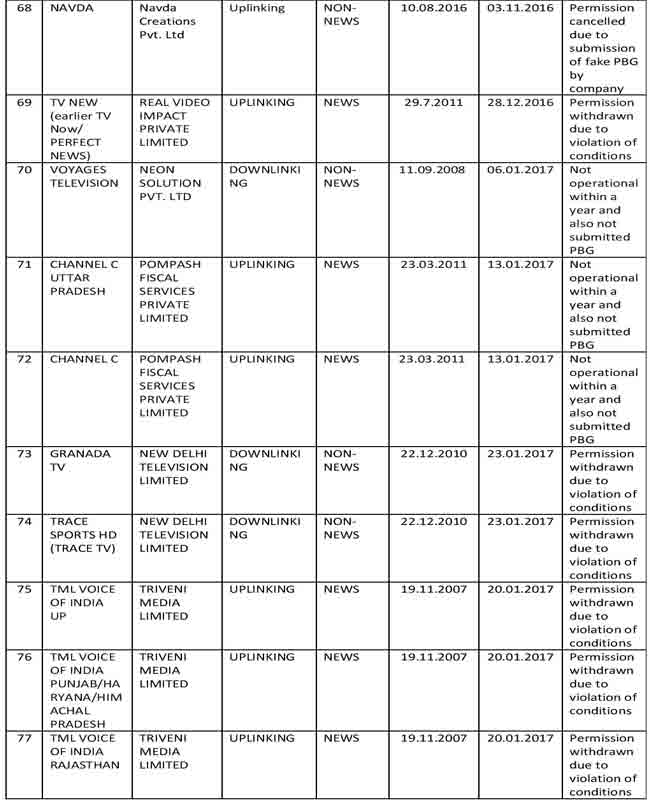 68 NAVDA Navda Uplinking NON- 10.08.2016 03.11.2016 Permission
Creations NEWS cancelled
Pvt. Ltd due to
submission
of fake PBG
by
company
69 TV NEW REAL VIDEO UPLINKING NEWS 29.7.2011 28.12.2016 Permission
(earlier TV IMPACT withdrawn
Now/ PRIVATE due to
PERFECT LIMITED violation of
NEWS) conditions
70 VOYAGES NEON DOWNLINKI NON- 11.09.2008 06.01.2017 Not
TELEVISION SOLUTION NG NEWS operational
PVT. LTD within a
year and
also not
submitted
PBG
71 CHANNEL C POMPASH UPLINKING NEWS 23.03.2011 13.01.2017 Not
UTTAR FISCAL operational
PRADESH SERVICES within a
PRIVATE year and
LIMITED also not
submitted
PBG
72 CHANNEL C POMPASH UPLINKING NEWS 23.03.2011 13.01.2017 Not
FISCAL operational
SERVICES within a
PRIVATE year and
LIMITED also not
submitted
PBG
73 GRANADA NEW DELHI DOWNLINKI NON- 22.12.2010 23.01.2017 Permission
TV TELEVISION NG NEWS withdrawn
LIMITED due to
violation of
conditions
74 TRACE NEW DELHI DOWNLINKI NON- 22.12.2010 23.01.2017 Permission
SPORTS HD TELEVISION NG NEWS withdrawn
(TRACE TV) LIMITED due to
violation of
conditions
75 TML VOICE TRIVENI UPLINKING NEWS 19.11.2007 20.01.2017 Permission
OF INDIA MEDIA withdrawn
UP LIMITED due to
violation of
conditions
76 TML VOICE TRIVENI UPLINKING NEWS 19.11.2007 20.01.2017 Permission
OF INDIA MEDIA withdrawn
PUNJAB/HA LIMITED due to
RYANA/HIM violation of
ACHAL conditions
PRADESH
77 TML VOICE TRIVENI UPLINKING NEWS 19.11.2007 20.01.2017 Permission
OF INDIA MEDIA withdrawn
RAJASTHAN LIMITED due to
violation of
conditions